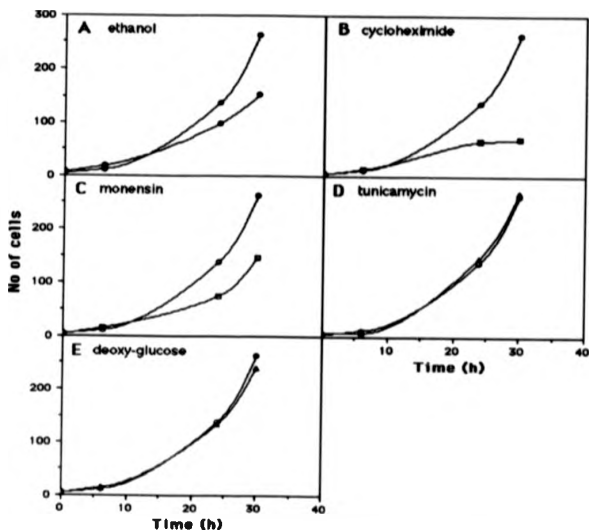 A ethanol
B cycloheximide
300
200
100
0
C monensin
D tunicamycin
200
100
0
0 10 20 30 40
Time (h)
E deoxy-glucose
200
100
0
0 10 20 30 40
Time (h)
No of cells